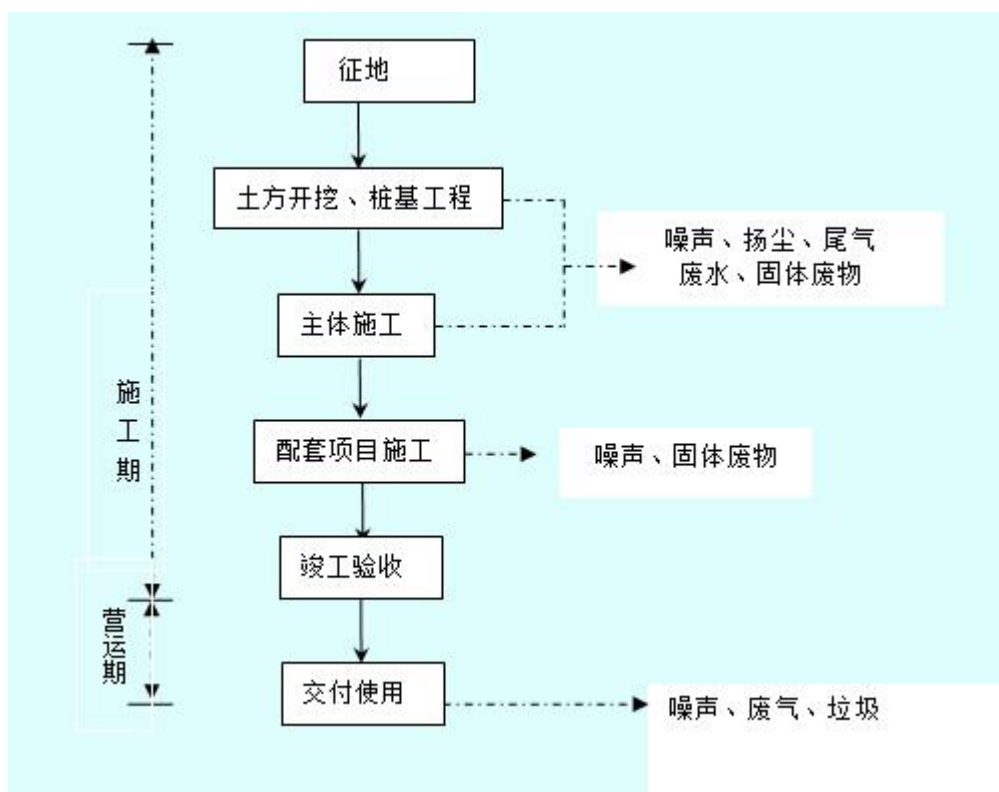 征地
土方开挖、桩基工程
噪声、扬尘、尾气
废水、固体废物
主体施工
施工期
配套项目施工
噪声、固体废物
竣工验收
营运期
交付使用
噪声、废气、垃圾